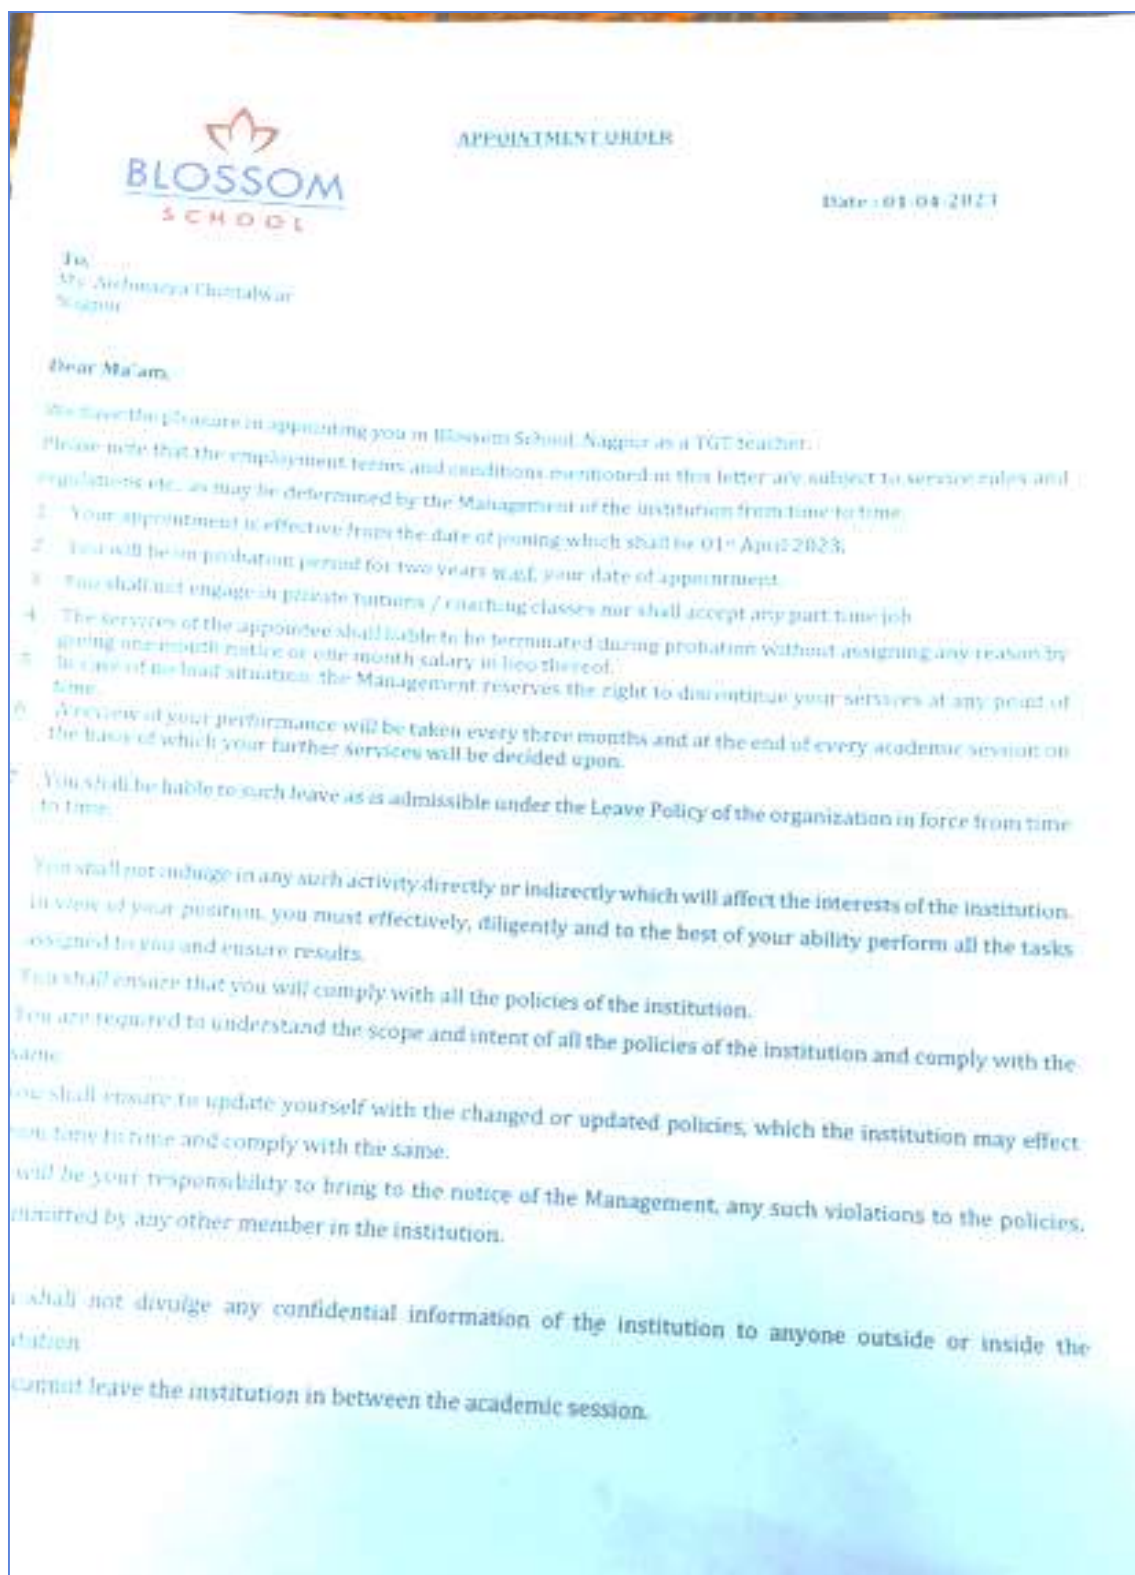 BLOSSOM
SCHOOL
APPOINTMENT ORDER
Date : 01-04-2023
To,
Ms.
Nagpur
Dear Ma'am,
We have the pleasure in appointing you in Blossom School, Nagpur as a TGT teacher.
Please note that the employment terms and conditions mentioned in this letter are subject to service rules and
regulations etc., as may be determined by the Management of the institution from time to time.
1. Your appointment is effective from the date of joining which shall be 01st April 2023.
2. You will be on probation period for two years w.e.f. your date of appointment.
3. You shall not engage in private tuitions / coaching classes nor shall accept any part time job
4. The services of the appointee shall liable to be terminated during probation without assigning any reason by
giving one month notice or one month salary in lieo thereof.
5. In case of no load situation, the Management reserves the right to discontinue your services at any point of
time.
6. A review of your performance will be taken every three months and at the end of every academic session on
the basis of which your further services will be decided upon.
7. You shall be liable to such leave as is admissible under the Leave Policy of the organization in force from time
to time.
You shall not indulge in any such activity directly or indirectly which will affect the interests of the institution.
In view of your position, you must effectively, diligently and to the best of your ability perform all the tasks
assigned to you and ensure results.
You shall ensure that you will comply with all the policies of the institution.
You are required to understand the scope and intent of all the policies of the institution and comply with the
same
you shall ensure to update yourself with the changed or updated policies, which the institution may effect
time to time and comply with the same.
will be your responsibility to bring to the notice of the Management, any such violations to the policies,
mmitted by any other member in the institution.
shall not divulge any confidential information of the institution to anyone outside or inside the
itution
cannot leave the institution in between the academic session.